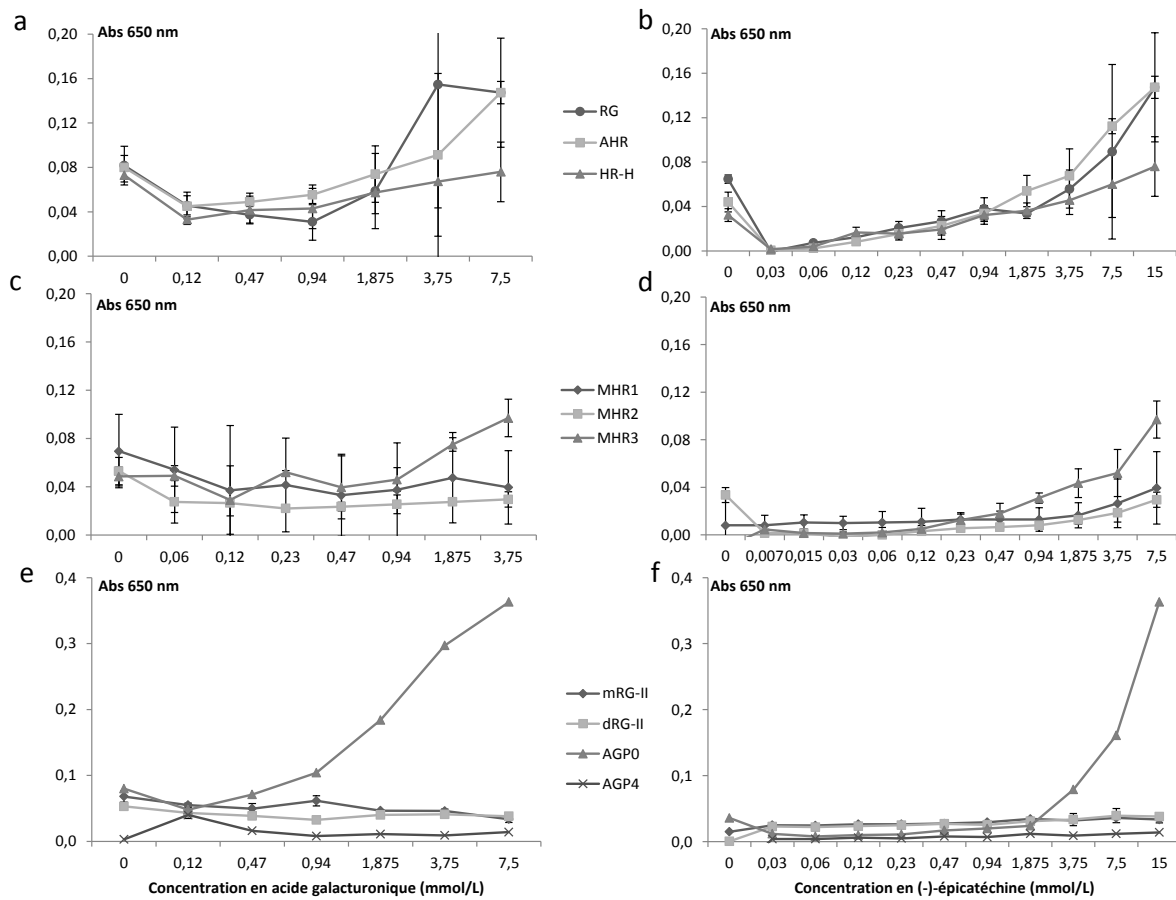 a
Abs 650 nm
0,20
0,16
0,12
0,08
0,04
0,00
0 0,12 0,47 0,94 1,875 3,75 7,5
RG
AHR
HR-H
b
Abs 650 nm
0,20
0,16
0,12
0,08
0,04
0,00
0 0,03 0,06 0,12 0,23 0,47 0,94 1,875 3,75 7,5 15
c
Abs 650 nm
0,20
0,16
0,12
0,08
0,04
0,00
0 0,06 0,12 0,23 0,47 0,94 1,875 3,75
MHR1
MHR2
MHR3
d
Abs 650 nm
0,20
0,16
0,12
0,08
0,04
0,00
0 0,007 0,015 0,03 0,06 0,12 0,23 0,47 0,94 1,875 3,75 7,5
e
Abs 650 nm
0,4
0,3
0,2
0,1
0,0
0 0,12 0,47 0,94 1,875 3,75 7,5
Concentration en acide galacturonique (mmol/L)
mRG-II
dRG-II
AGP0
AGP4
f
Abs 650 nm
0,4
0,3
0,2
0,1
0,0
0 0,03 0,06 0,12 0,23 0,47 0,94 1,875 3,75 7,5 15
Concentration en (-)-épicatéchine (mmol/L)